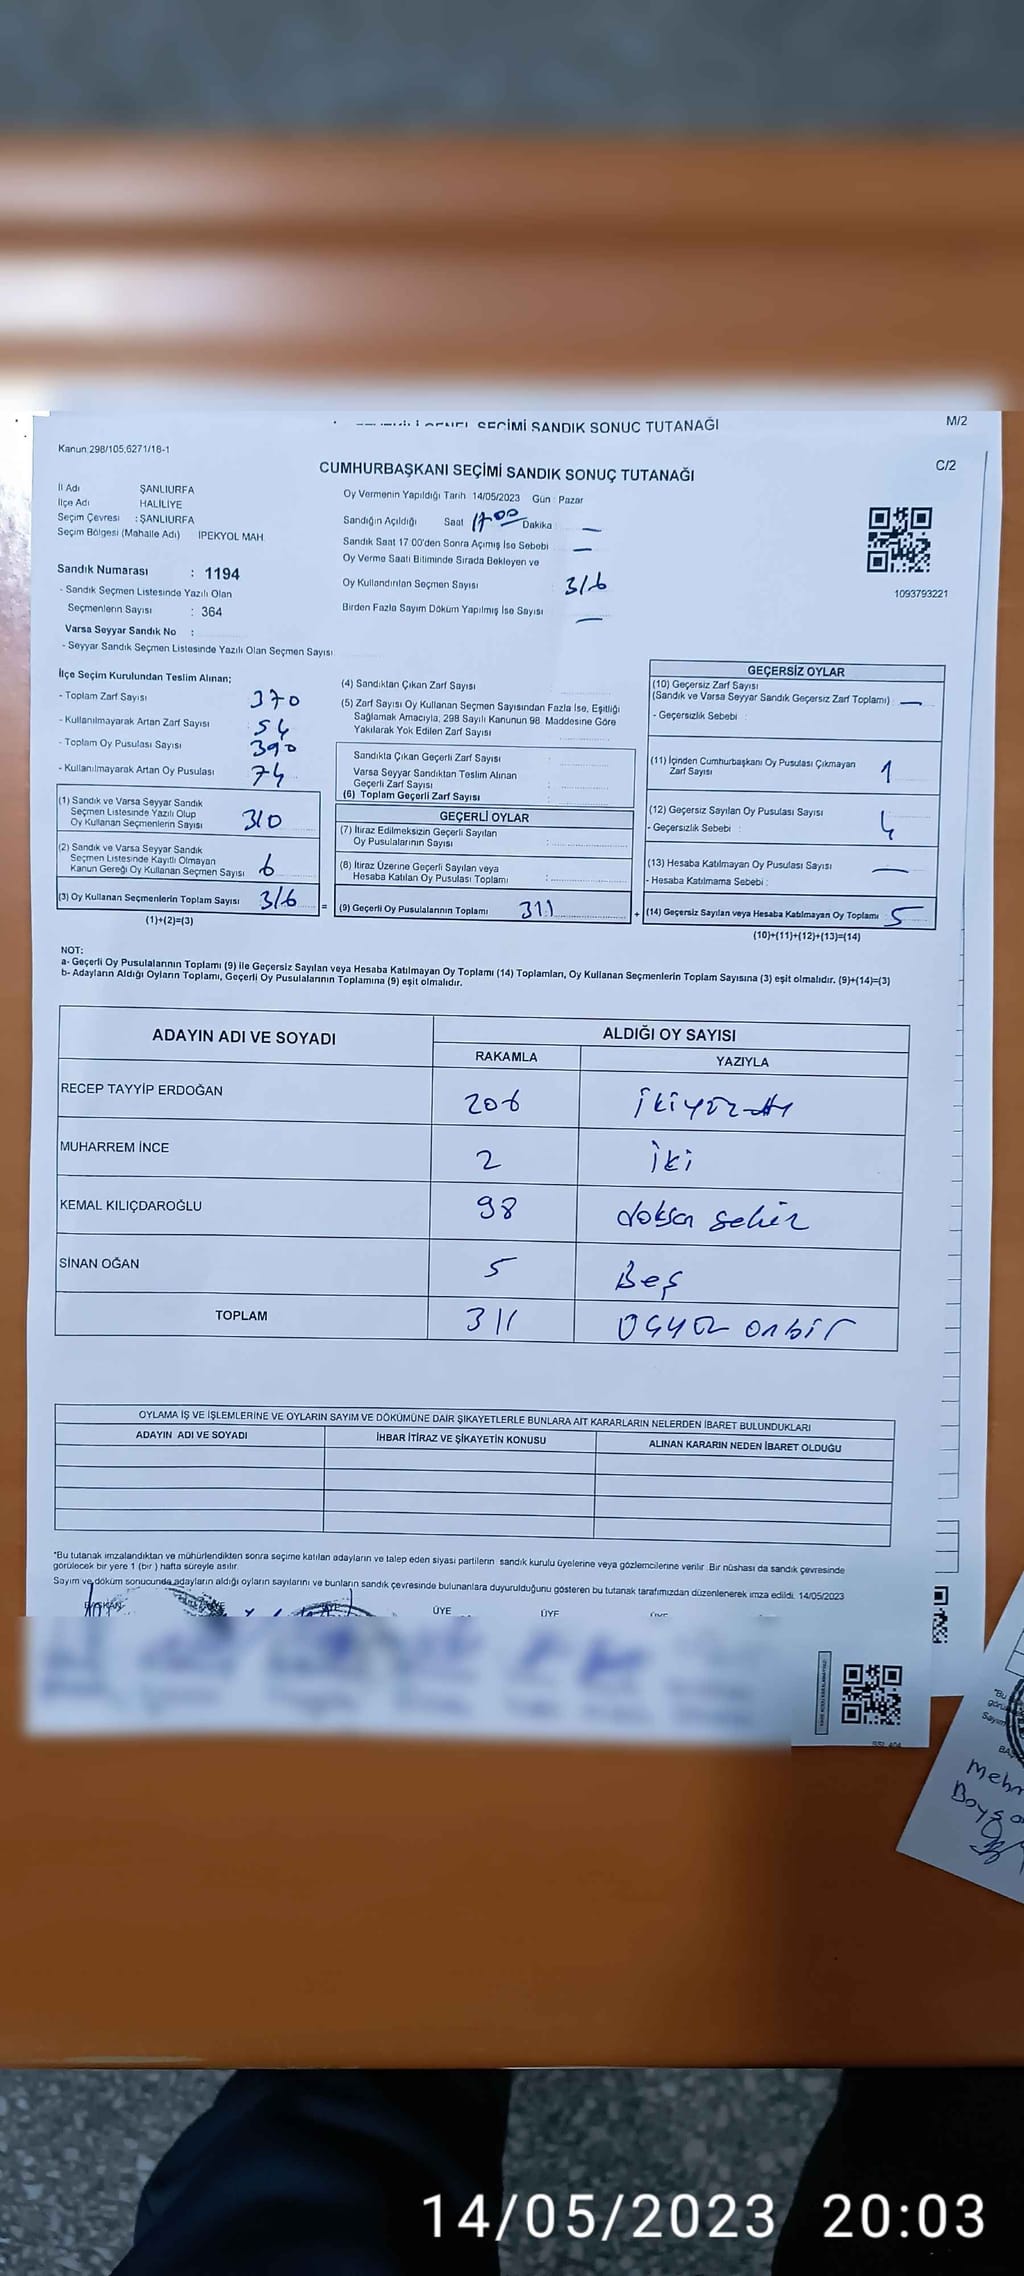 SEÇİMİ SANDIK SONUÇ TUTANAĞI
M/2
Kanun 298/105,6271/18-1
C/2
CUMHURBAŞKANI SEÇİMİ SANDIK SONUÇ TUTANAĞI
İl Adı ŞANLIURFA
İlçe Adı HALİLİYE
Seçim Çevresi : ŞANLIURFA
Seçim Bölgesi (Mahalle Adı) IPEKYOL MAH.
Oy Vermenin Yapıldığı Tarih 14/05/2023 Gün : Pazar
Sandığın Açıldığı Saat 17 00 Dakika : —
Sandık Saat 17 00'den Sonra Açımış İse Sebebi : —
Oy Verme Saati Bitiminde Sırada Bekleyen ve
Oy Kullandırılan Seçmen Sayısı : 316
Birden Fazla Sayım Döküm Yapılmış İse Sayısı —
1093793221
Sandık Numarası : 1194
- Sandık Seçmen Listesinde Yazılı Olan
Seçmenlerin Sayısı : 364
Varsa Seyyar Sandık No :
- Seyyar Sandık Seçmen Listesinde Yazılı Olan Seçmen Sayısı
İlçe Seçim Kurulundan Teslim Alınan;
- Toplam Zarf Sayısı 370
- Kullanılmayarak Artan Zarf Sayısı 54
- Toplam Oy Pusulası Sayısı 390
- Kullanılmayarak Artan Oy Pusulası 74
(1) Sandık ve Varsa Seyyar Sandık
Seçmen Listesinde Yazılı Olup
Oy Kullanan Seçmenlerin Sayısı 310
(2) Sandık ve Varsa Seyyar Sandık
Seçmen Listesinde Kayıtlı Olmayan
Kanun Gereği Oy Kullanan Seçmen Sayısı 6
(3) Oy Kullanan Seçmenlerin Toplam Sayısı 316
(1)+(2)=(3)
(4) Sandıktan Çıkan Zarf Sayısı
(5) Zarf Sayısı Oy Kullanan Seçmen Sayısından Fazla İse, Eşitliği
Sağlamak Amacıyla, 298 Sayılı Kanunun 98. Maddesine Göre
Yakılarak Yok Edilen Zarf Sayısı
Sandıkta Çıkan Geçerli Zarf Sayısı
Varsa Seyyar Sandıktan Teslim Alınan
Geçerli Zarf Sayısı
(6) Toplam Geçerli Zarf Sayısı
GEÇERLİ OYLAR
(7) İtiraz Edilmeksizin Geçerli Sayılan
Oy Pusulalarının Sayısı
(8) İtiraz Üzerine Geçerli Sayılan veya
Hesaba Katılan Oy Pusulası Toplamı
= (9) Geçerli Oy Pusulalarının Toplamı 311
GEÇERSİZ OYLAR
(10) Geçersiz Zarf Sayısı
(Sandık ve Varsa Seyyar Sandık Geçersiz Zarf Toplamı) : —
- Geçersizlik Sebebi :
(11) İçinden Cumhurbaşkanı Oy Pusulası Çıkmayan
Zarf Sayısı 1
(12) Geçersiz Sayılan Oy Pusulası Sayısı 4
- Geçersizlik Sebebi :
(13) Hesaba Katılmayan Oy Pusulası Sayısı —
- Hesaba Katılmama Sebebi :
+ (14) Geçersiz Sayılan veya Hesaba Katılmayan Oy Toplamı 5
(10)+(11)+(12)+(13)=(14)
NOT:
a- Geçerli Oy Pusulalarının Toplamı (9) ile Geçersiz Sayılan veya Hesaba Katılmayan Oy Toplamı (14) Toplamları, Oy Kullanan Seçmenlerin Toplam Sayısına (3) eşit olmalıdır. (9)+(14)=(3)
b- Adayların Aldığı Oyların Toplamı, Geçerli Oy Pusulalarının Toplamına (9) eşit olmalıdır.
ADAYIN ADI VE SOYADI ALDIĞI OY SAYISI
RAKAMLA YAZIYLA
RECEP TAYYİP ERDOĞAN 206 ikiyüzaltı
MUHARREM İNCE 2 iki
KEMAL KILIÇDAROĞLU 98 doksan sekiz
SİNAN OĞAN 5 Beş
TOPLAM 311 üçyüz onbir
OYLAMA İŞ VE İŞLEMLERİNE VE OYLARIN SAYIM VE DÖKÜMÜNE DAİR ŞİKAYETLERLE BUNLARA AİT KARARLARIN NELERDEN İBARET BULUNDUKLARI
ADAYIN ADI VE SOYADI İHBAR İTİRAZ VE ŞİKAYETİN KONUSU ALINAN KARARIN NEDEN İBARET OLDUĞU
*Bu tutanak imzalandıktan ve mühürlendikten sonra seçime katılan adayların ve talep eden siyasi partilerin sandık kurulu üyelerine veya gözlemcilerine verilir. Bir nüshası da sandık çevresinde
görülecek bir yere 1 (bir) hafta süreyle asılır.
Sayım ve döküm sonucunda adayların aldığı oyların sayılarını ve bunların sandık çevresinde bulunanlara duyurulduğunu gösteren bu tutanak tarafımızdan düzenlenerek imza edildi. 14/05/2023
BAŞKAN ÜYE ÜYE
*Bu
14/05/2023 20:03